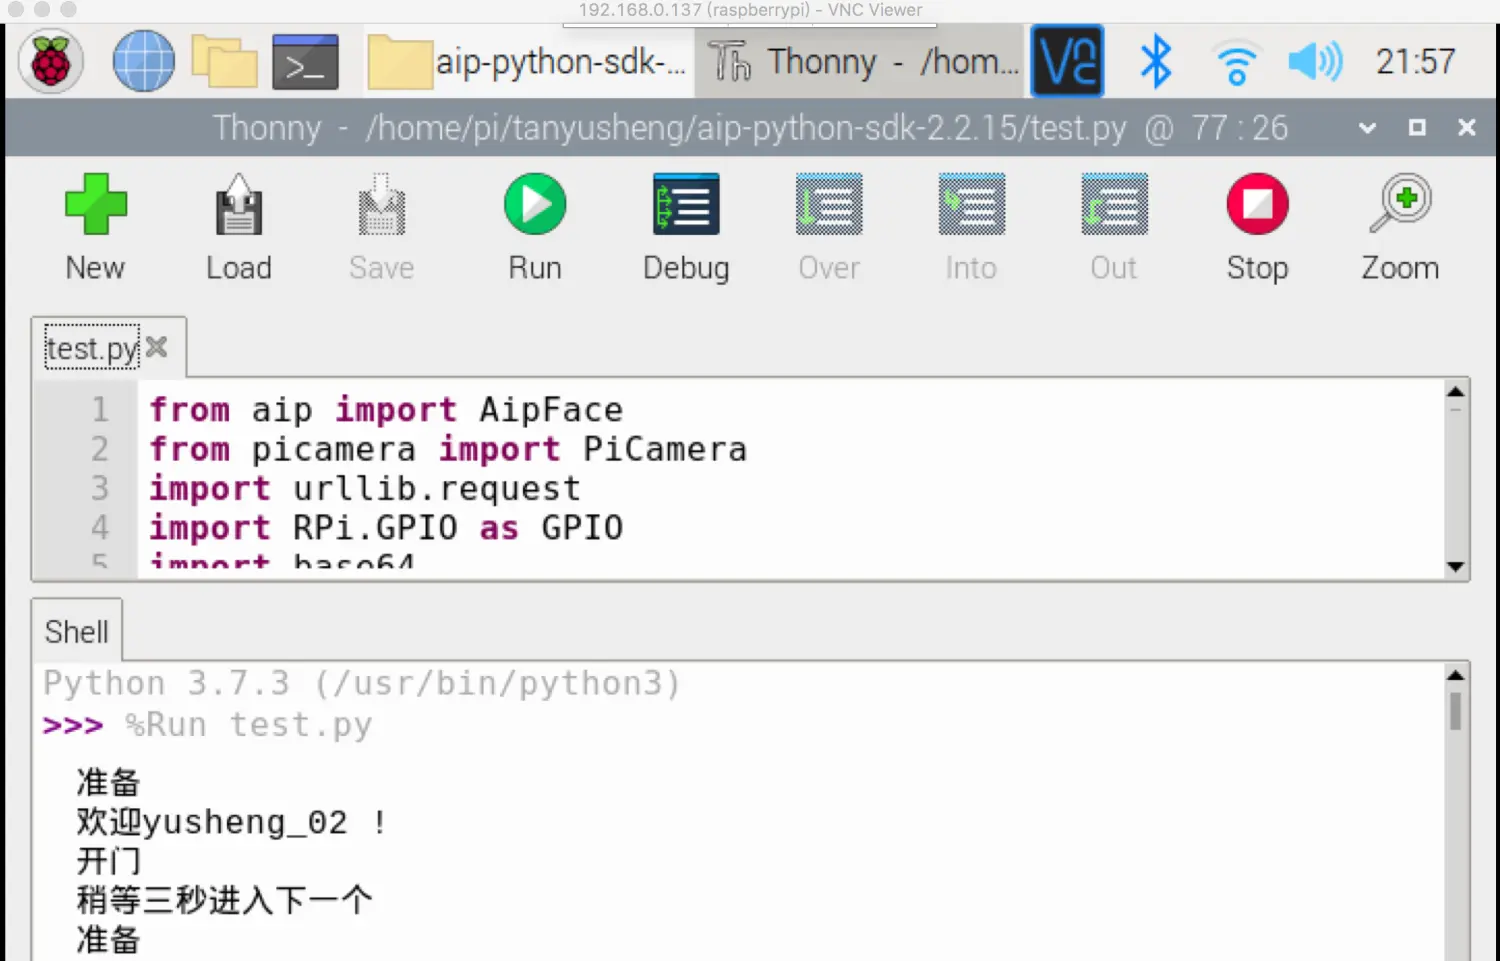 192.168.0.137 (raspberrypi) - VNC Viewer
aip-python-sdk-... Thonny - /hom... 21:57
Thonny - /home/pi/tanyusheng/aip-python-sdk-2.2.15/test.py @ 77 : 26
New Load Save Run Debug Over Into Out Stop Zoom
test.py
1 from aip import AipFace
2 from picamera import PiCamera
3 import urllib.request
4 import RPi.GPIO as GPIO
5 import base64
Shell
Python 3.7.3 (/usr/bin/python3)
>>> %Run test.py
准备
欢迎yusheng_02 !
开门
稍等三秒进入下一个
准备